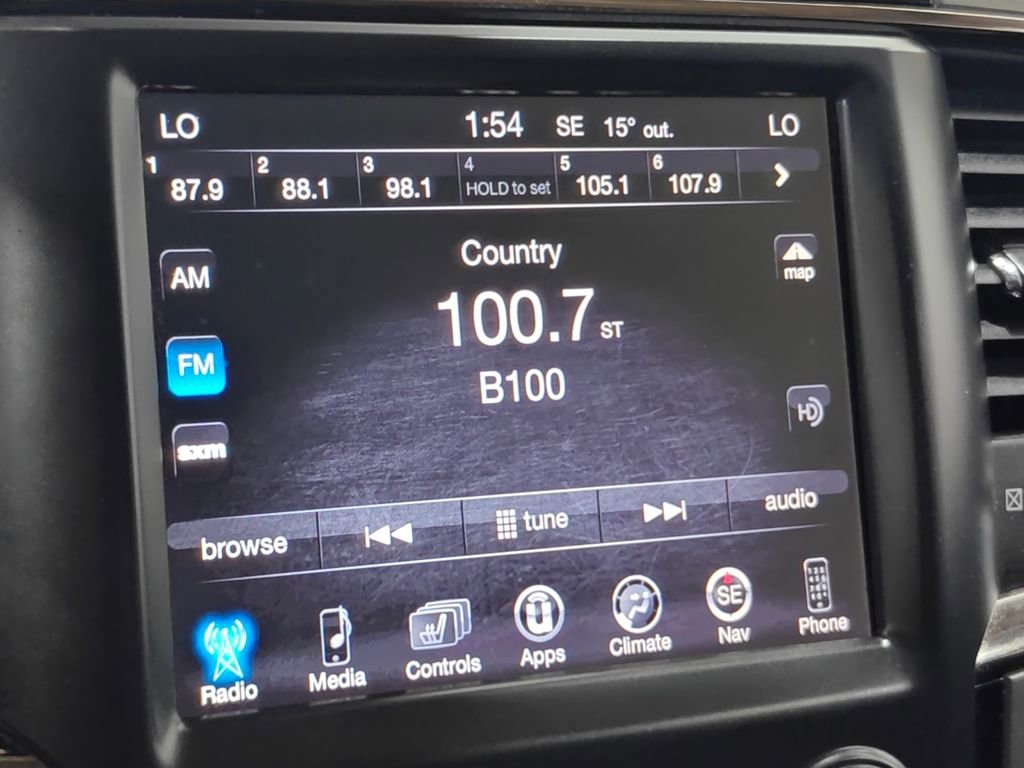 LO 1:54 SE 15° out. LO
1 87.9 2 88.1 3 98.1 4 HOLD to set 5 105.1 6 107.9
Country
AM
map
100.7 ST
FM
B100
HD
sxm
browse tune audio
SE
Radio Media Controls Apps Climate Nav Phone